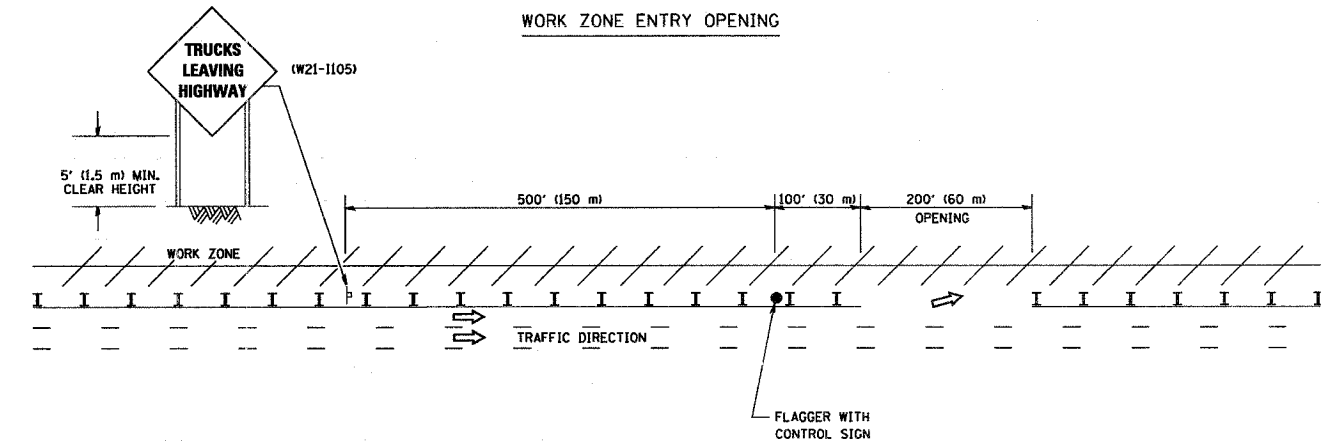 WORK ZONE ENTRY OPENING
TRUCKS
LEAVING
HIGHWAY
(W21-I105)
5' (1.5 m) MIN.
CLEAR HEIGHT
500' (150 m)
100' (30 m)
200' (60 m)
OPENING
WORK ZONE
TRAFFIC DIRECTION
FLAGGER WITH
CONTROL SIGN